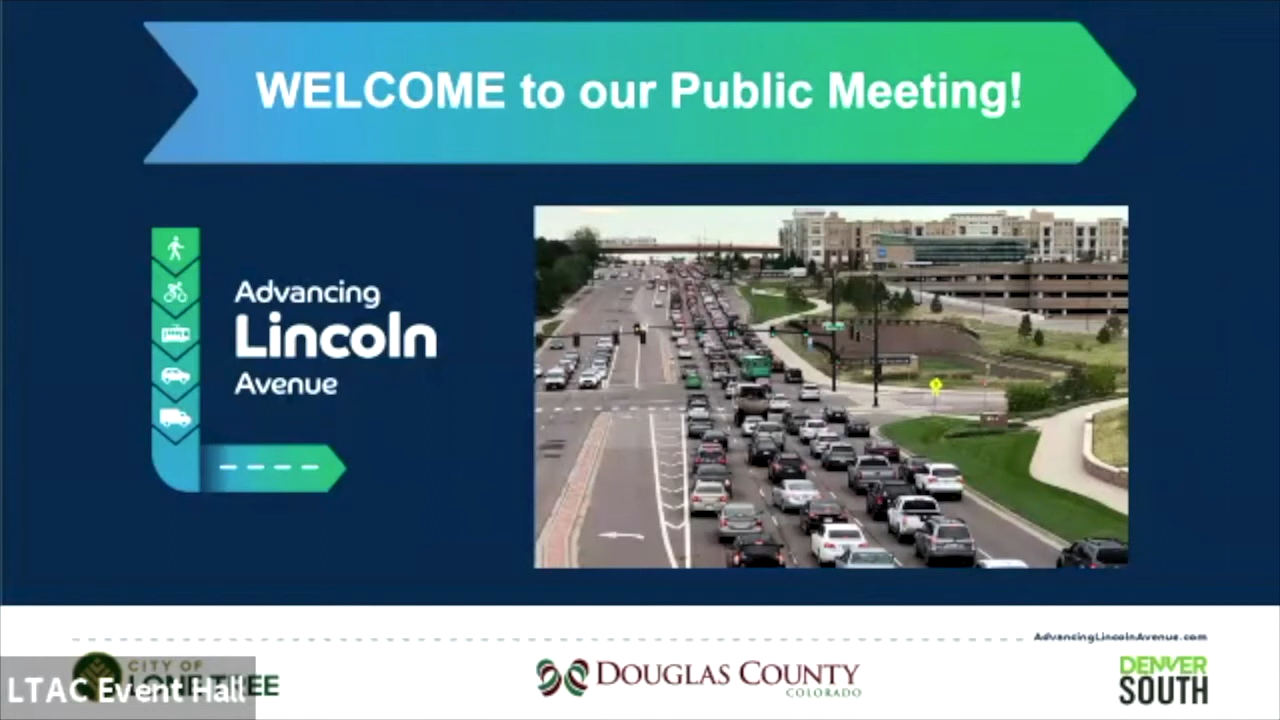 WELCOME to our Public Meeting!
Advancing
Lincoln
Avenue
AdvancingLincolnAvenue.com
CITY OF
LTAC Event Hall
DOUGLAS COUNTY
COLORADO
DENVER
SOUTH